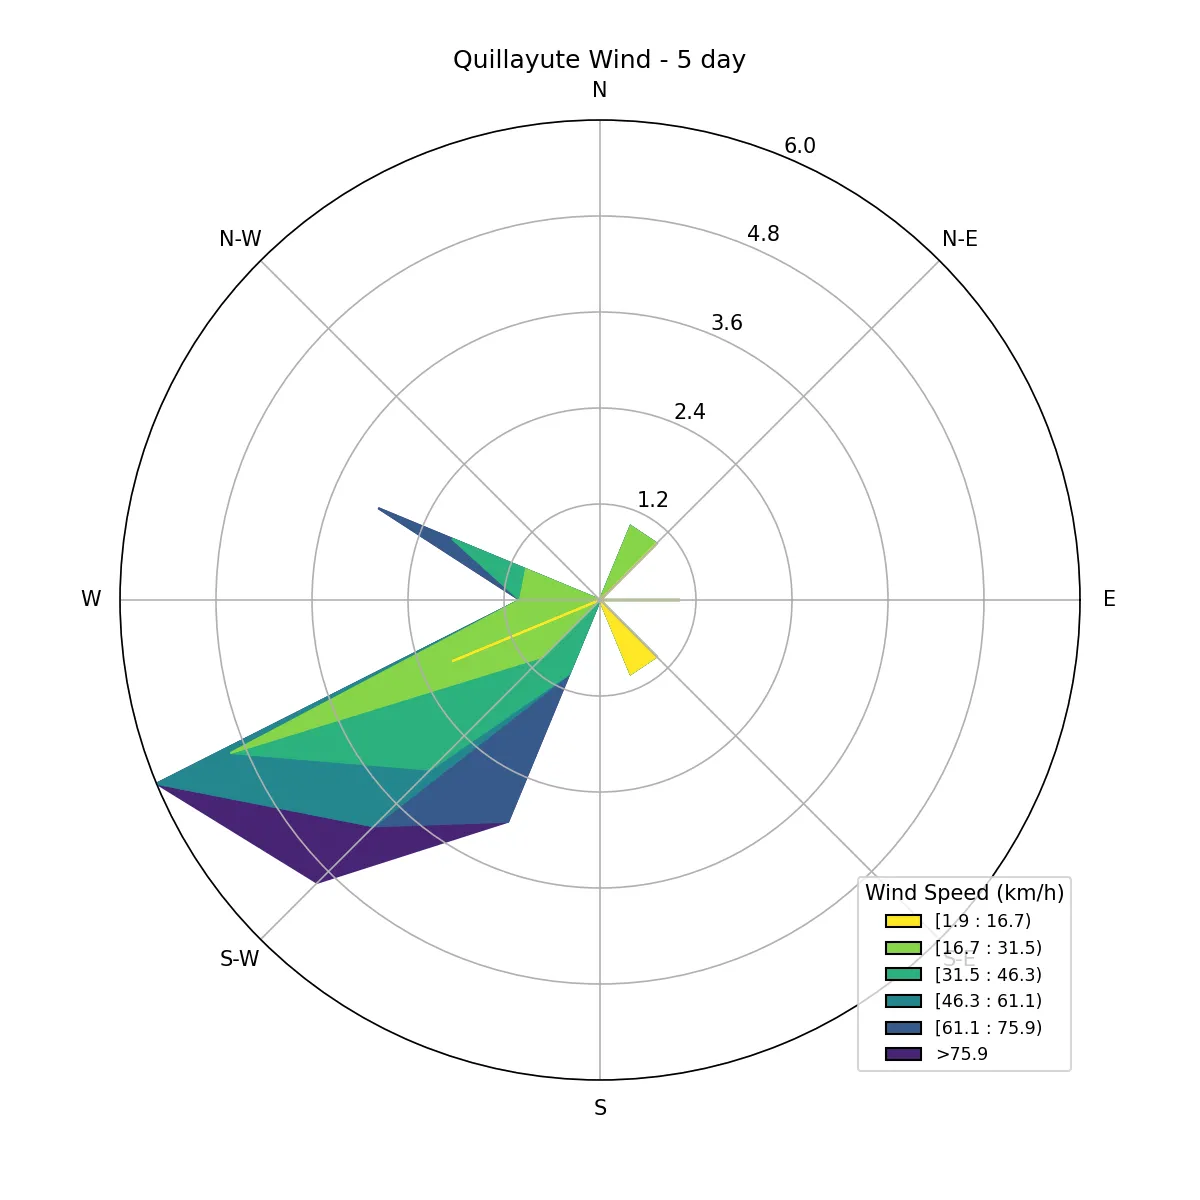 Quillayute Wind - 5 day
N
6.0
4.8
N-W
N-E
3.6
2.4
1.2
W
E
S-W
S-E
Wind Speed (km/h)
[1.9 : 16.7)
[16.7 : 31.5)
[31.5 : 46.3)
[46.3 : 61.1)
[61.1 : 75.9)
>75.9
S